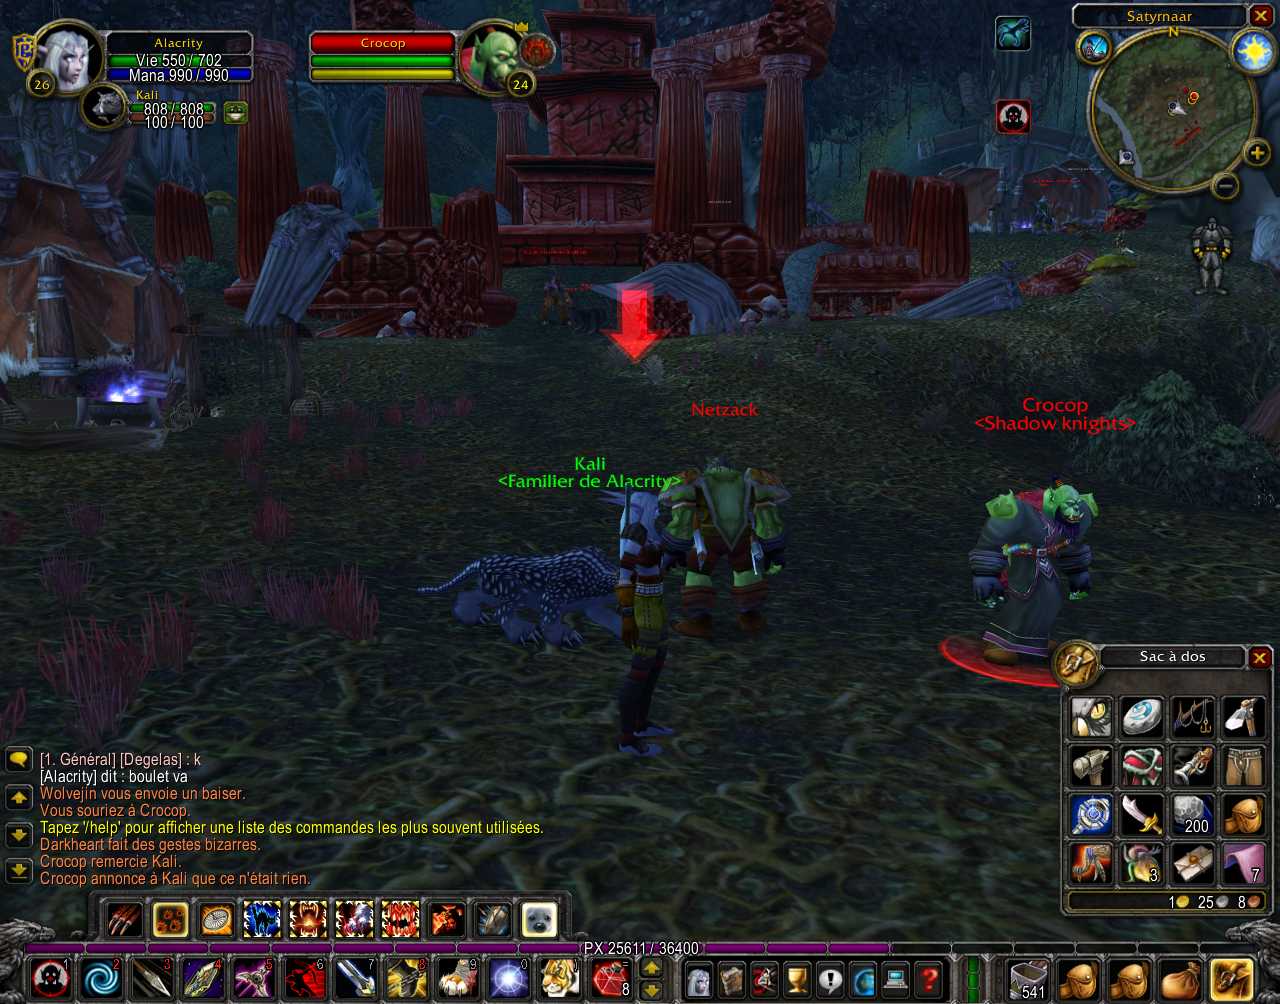 Alacrity
Vie 550 / 702
Mana 990 / 990
26
Kali
808 / 808
100 / 100
Crocop
24
Satyrnaar
N
Netzack
Crocop
<Shadow knights>
Kali
<Familier de Alacrity>
Sac à dos
200
3
7
1 25 8
[1. Général] [Degelas] : k
[Alacrity] dit : boulet va
Wolvejin vous envoie un baiser.
Vous souriez à Crocop.
Tapez '/help' pour afficher une liste des commandes les plus souvent utilisées.
Darkheart fait des gestes bizarres.
Crocop remercie Kali.
Crocop annonce à Kali que ce n'était rien.
PX 25611 / 36400
1 2 3 4 5 6 7 8 9 0 ) =
8
541